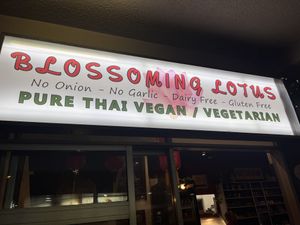 BLOSSOMING LOTUS
No Onion - No Garlic - Dairy Free - Gluten Free
PURE THAI VEGAN / VEGETARIAN